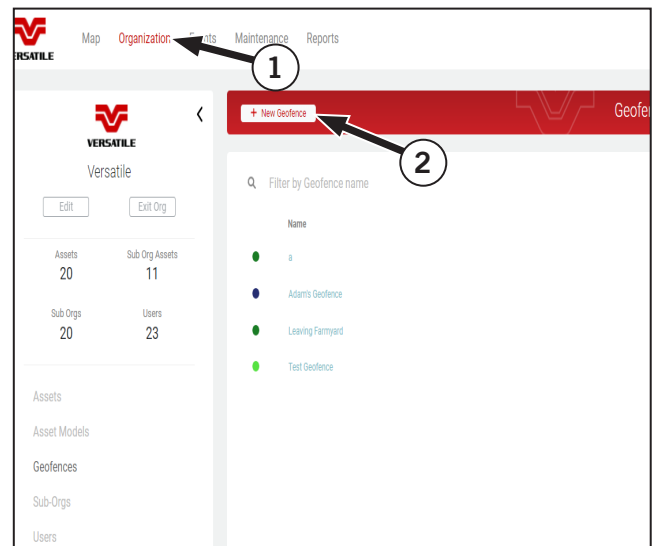 Map Organization Events Maintenance Reports
VERSATILE
1
+ New Geofence
Geofe
VERSATILE
2
Versatile
Filter by Geofence name
Edit Exit Org
Name
Assets Sub Org Assets
20 11
a
Adam's Geofence
Sub Orgs Users
20 23
Leaving Farmyard
Test Geofence
Assets
Asset Models
Geofences
Sub-Orgs
Users